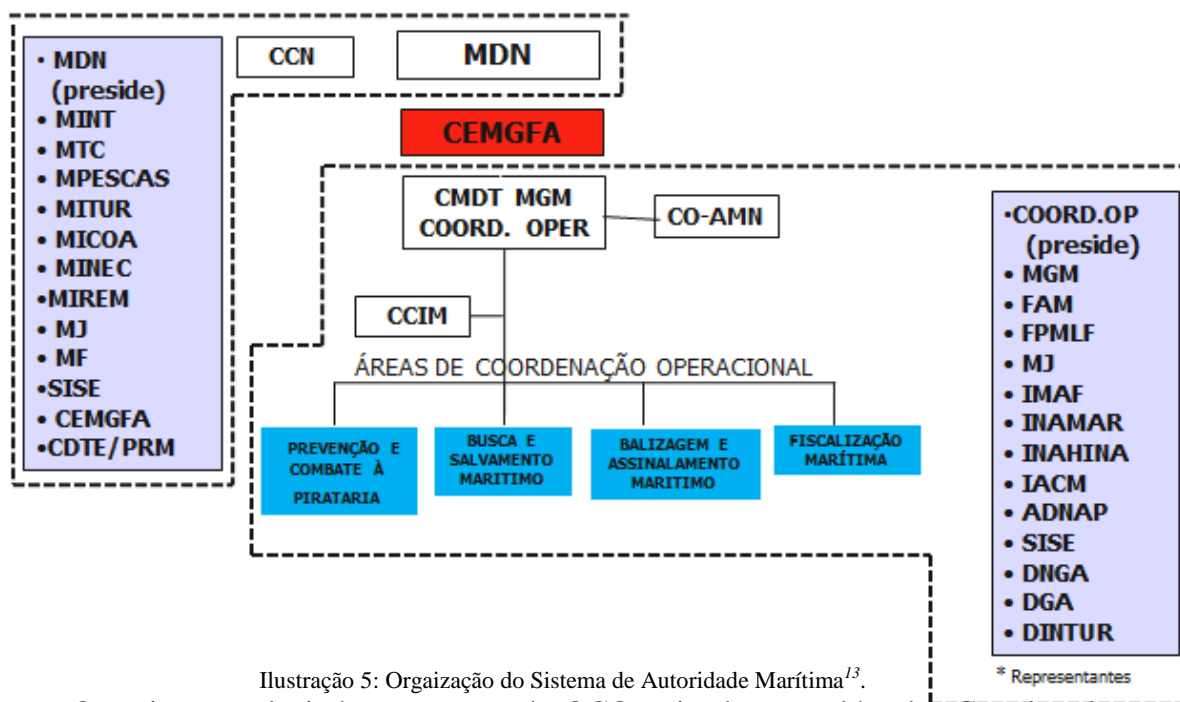 · MDN
(preside)
• MINT
• MTC
• MPESCAS
• MITUR
• MICOA
• MINEC
•MIREM
• MJ
• MF
•SISE
• CEMGFA
•CDTE/PRM
CCN
MDN
CEMGFA
CMDT MGM
COORD. OPER
CO-AMN
CCIM
ÁREAS DE COORDENAÇÃO OPERACIONAL
PREVENÇÃO E
COMBATE À
PIRATARIA
BUSCA E
SALVAMENTO
MARITIMO
BALIZAGEM E
ASSINALAMENTO
MARITIMO
FISCALIZAÇÃO
MARÍTIMA
·COORD.OP
(preside)
• MGM
• FAM
• FPMLF
• MJ
• IMAF
• INAMAR
• INAHINA
• IACM
• ADNAP
• SISE
• DNGA
• DGA
• DINTUR
* Representantes
Ilustração 5: Orgaização do Sistema de Autoridade Marítima13.